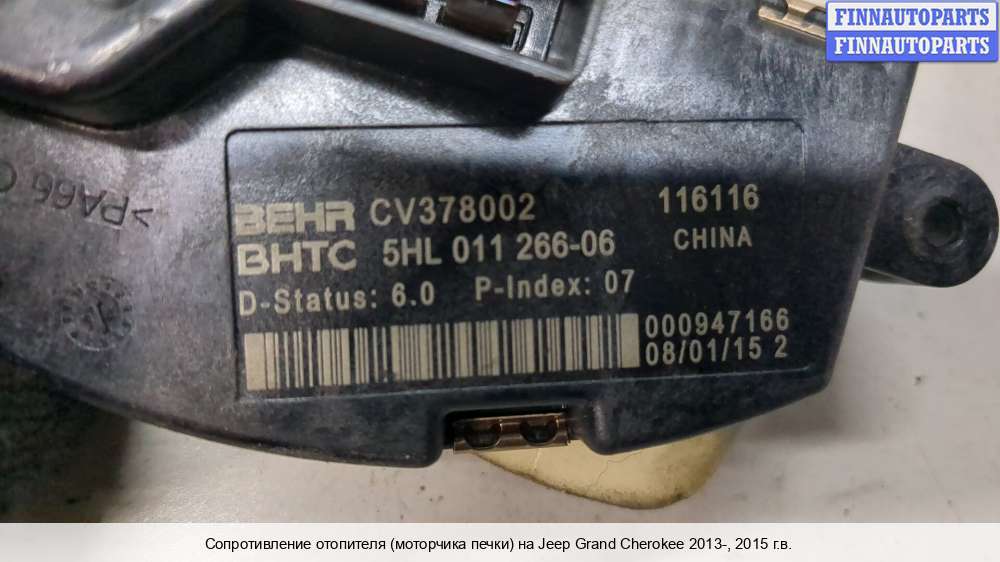 FINNAUTOPARTS
FINNAUTOPARTS
>PA66
BEHR CV378002 116116
BHTC 5HL 011 266-06 CHINA
D-Status: 6.0 P-Index: 07
000947166
08/01/15 2
Сопротивление отопителя (моторчика печки) на Jeep Grand Cherokee 2013-, 2015 г.в.